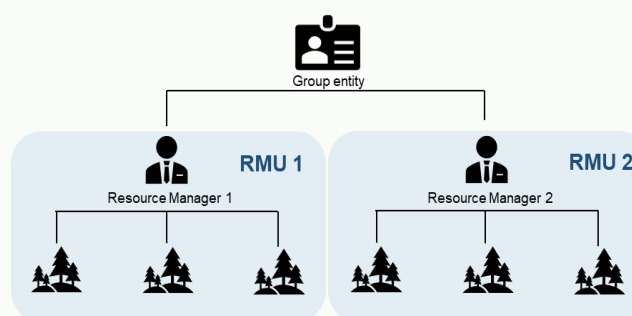 Group entity
RMU 1
Resource Manager 1
RMU 2
Resource Manager 2